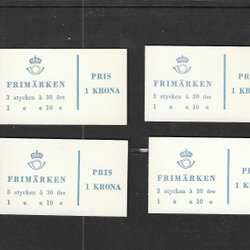 FRIMÄRKEN
3 stycken à 30 öre
1 « « 10 «
PRIS
1 KRONA
FRIMÄRKEN
3 stycken à 30 öre
1 « « 10 «
PRIS
1 KRONA
FRIMÄRKEN
3 stycken à 30 öre
1 « « 10 «
PRIS
1 KRONA
FRIMÄRKEN
3 stycken à 30 öre
1 « « 10 «
PRIS
1 KRONA